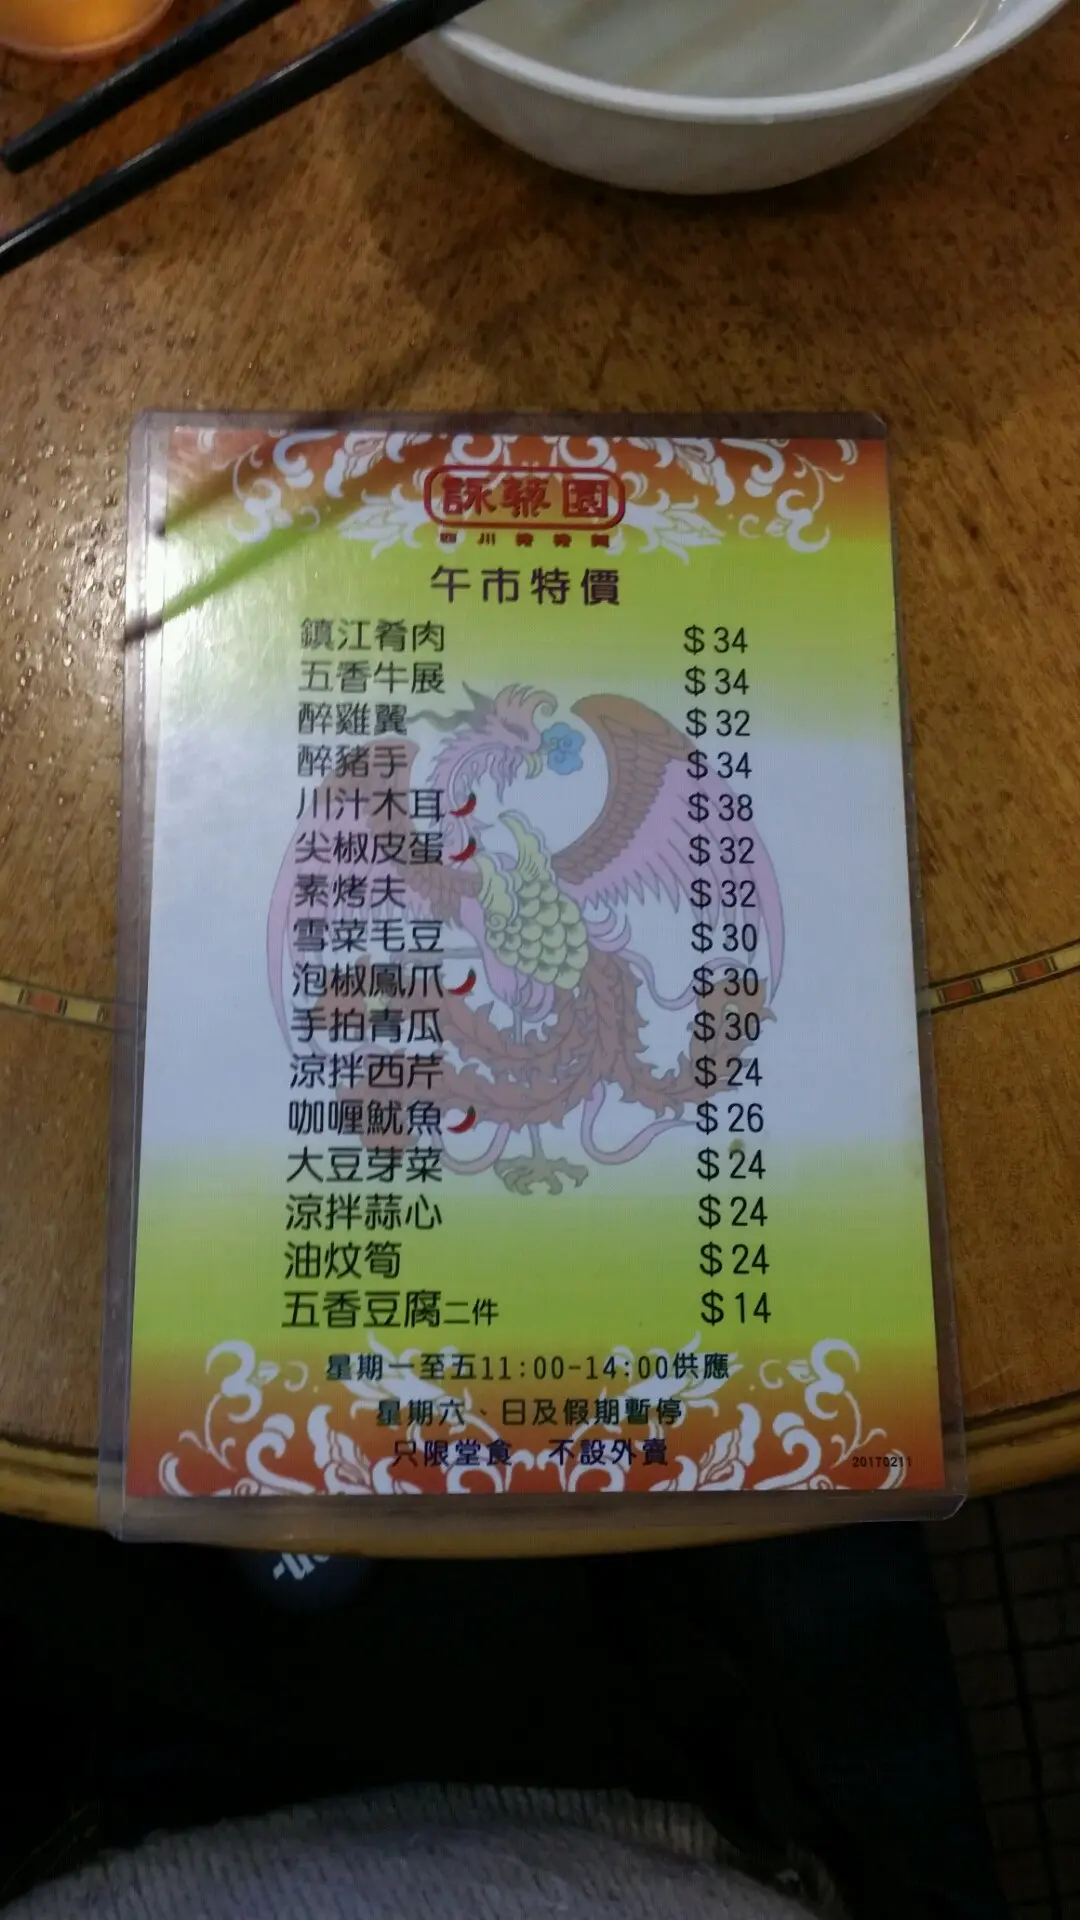 詠藜園
四川擔擔麵
午市特價
鎮江肴肉 $34
五香牛展 $34
醉雞翼 $32
醉豬手 $34
川汁木耳 $38
尖椒皮蛋 $32
素烤夫 $32
雪菜毛豆 $30
泡椒鳳爪 $30
手拍青瓜 $30
涼拌西芹 $24
咖喱魷魚 $26
大豆芽菜 $24
涼拌蒜心 $24
油炆筍 $24
五香豆腐二件 $14
星期一至五11:00-14:00供應
星期六、日及假期暫停
只限堂食 不設外賣
20170211